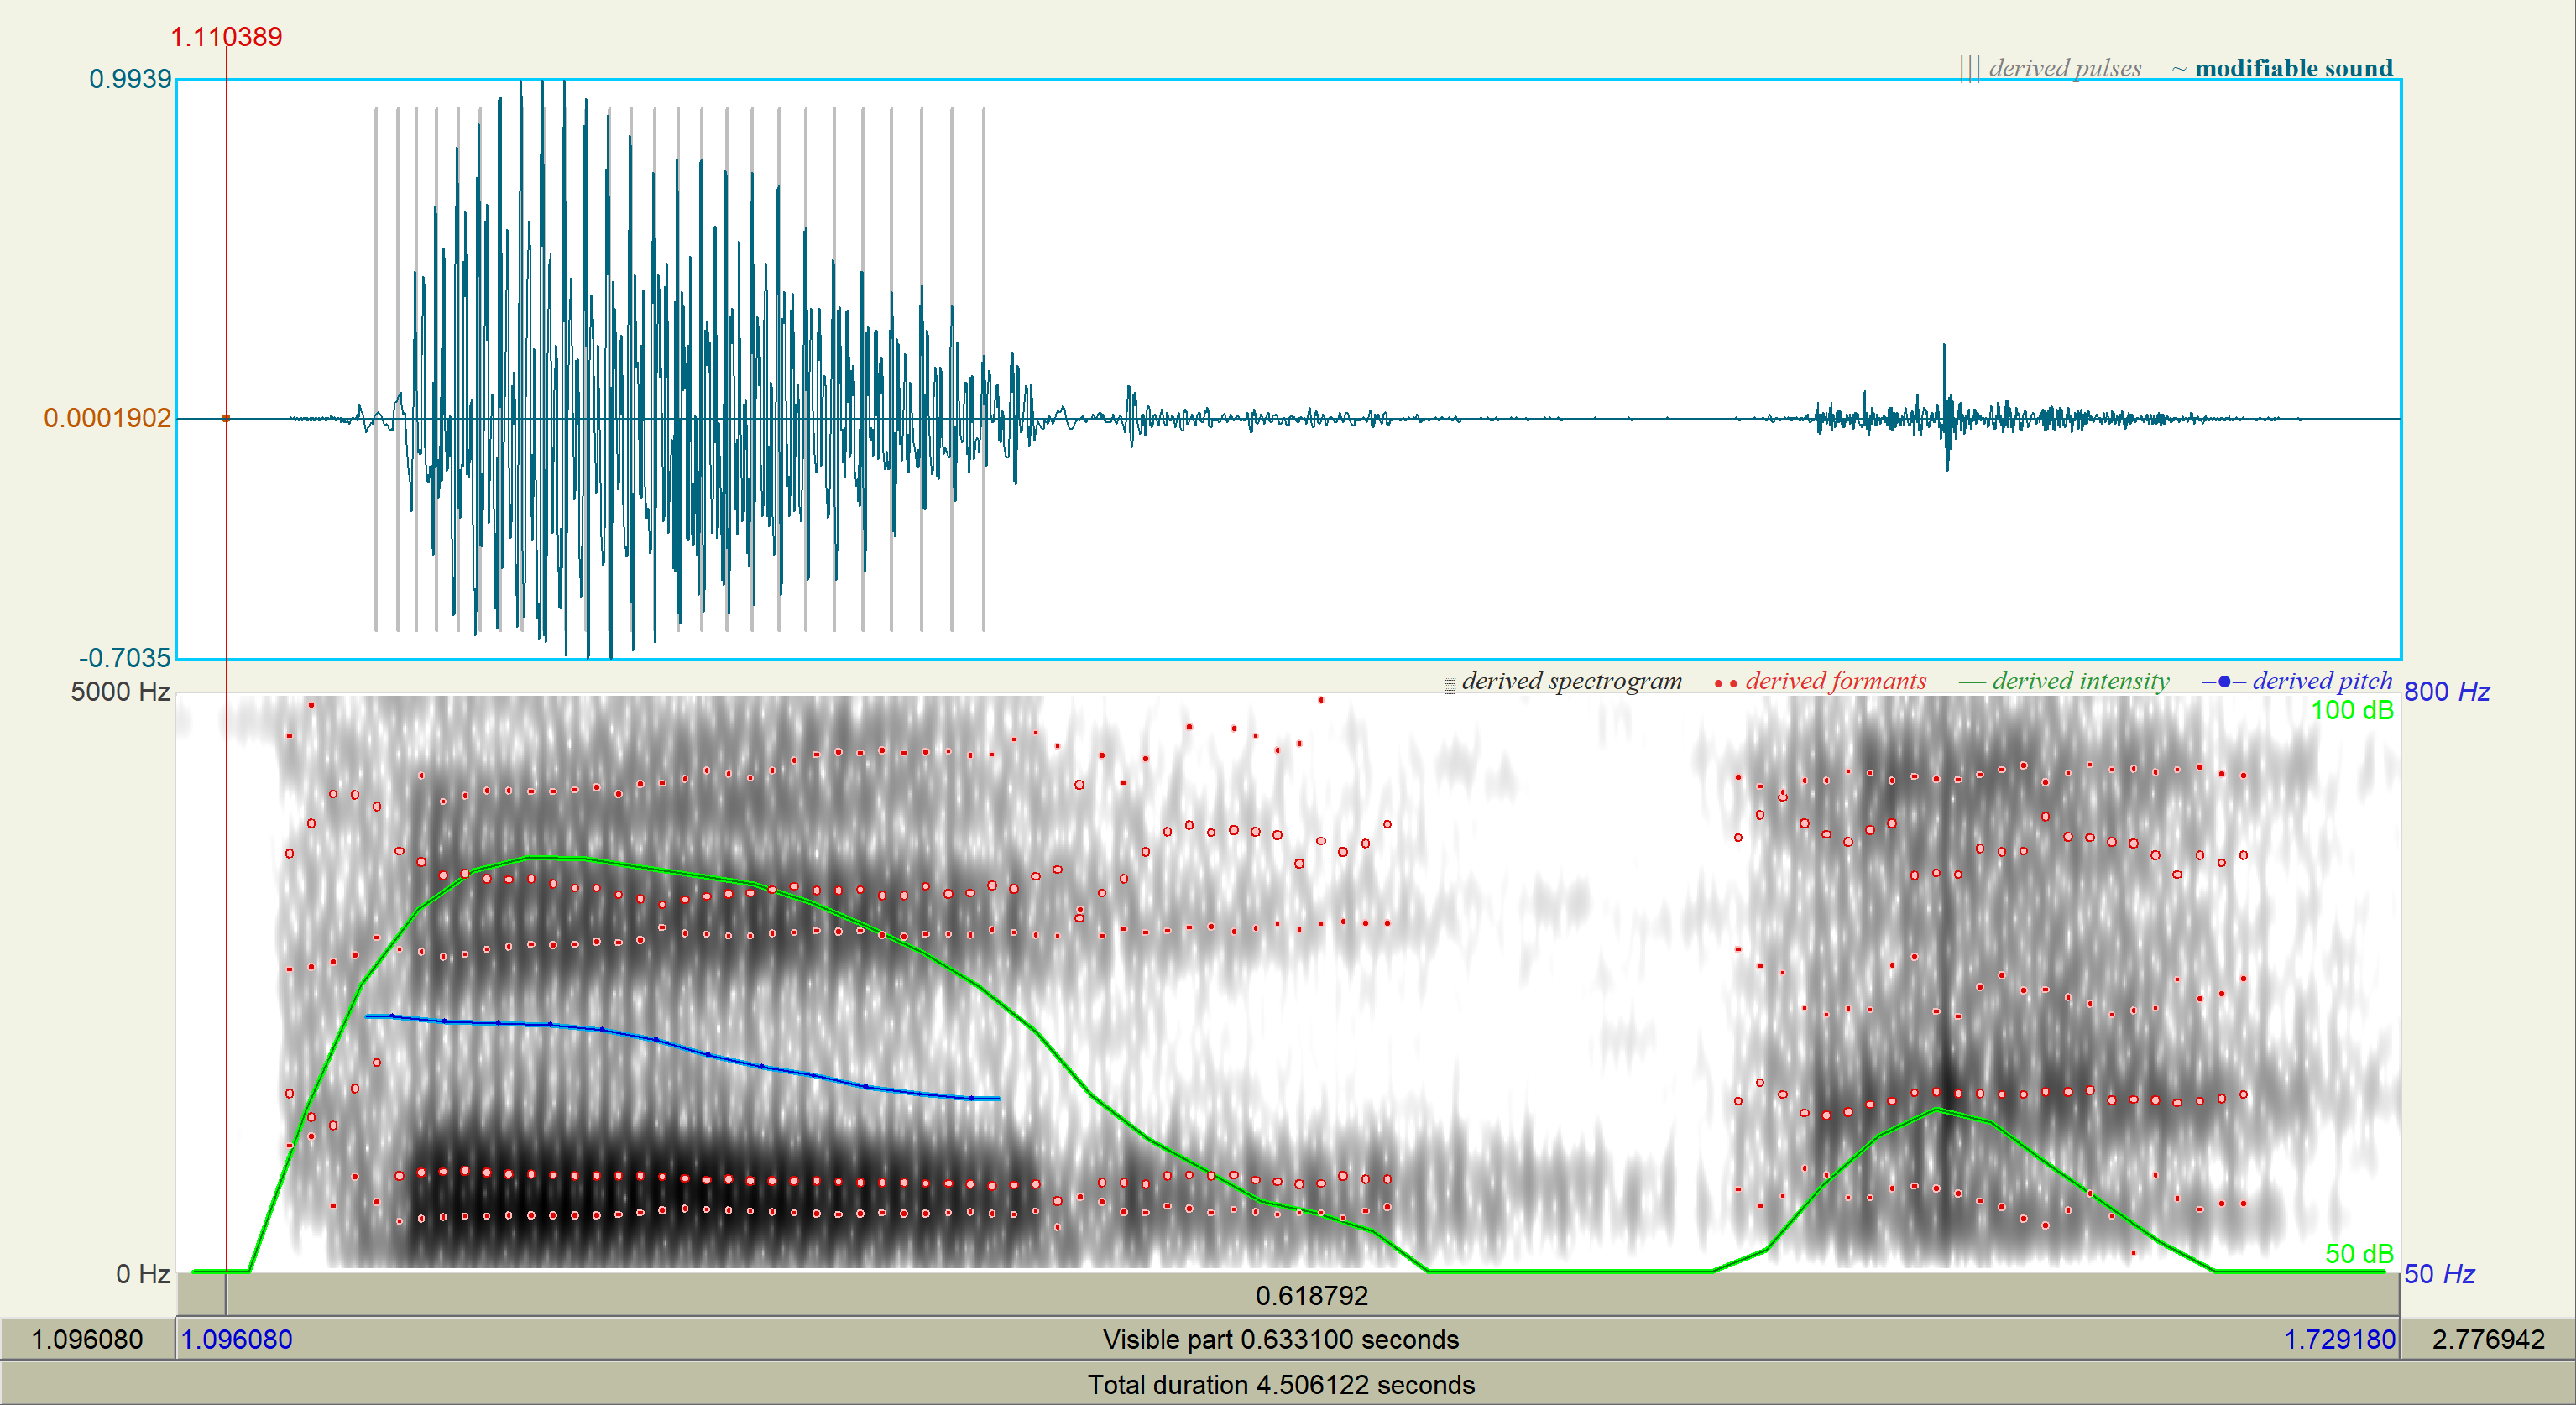 1.110389
0.9939
||| derived pulses ~ modifiable sound
0.0001902
-0.7035
derived spectrogram •• derived formants — derived intensity –●– derived pitch
5000 Hz
800 Hz
100 dB
50 dB
0 Hz
50 Hz
0.618792
1.096080 1.096080 Visible part 0.633100 seconds 1.729180 2.776942
Total duration 4.506122 seconds